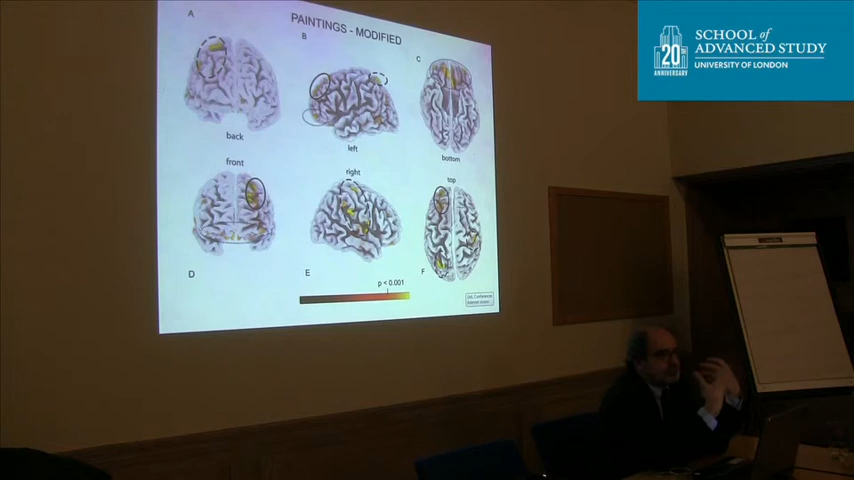 PAINTINGS - MODIFIED
A
B
C
back
left
bottom
front
right
top
D
E
F
p < 0.001
SCHOOL of
ADVANCED STUDY
UNIVERSITY OF LONDON
20TH
ANNIVERSARY